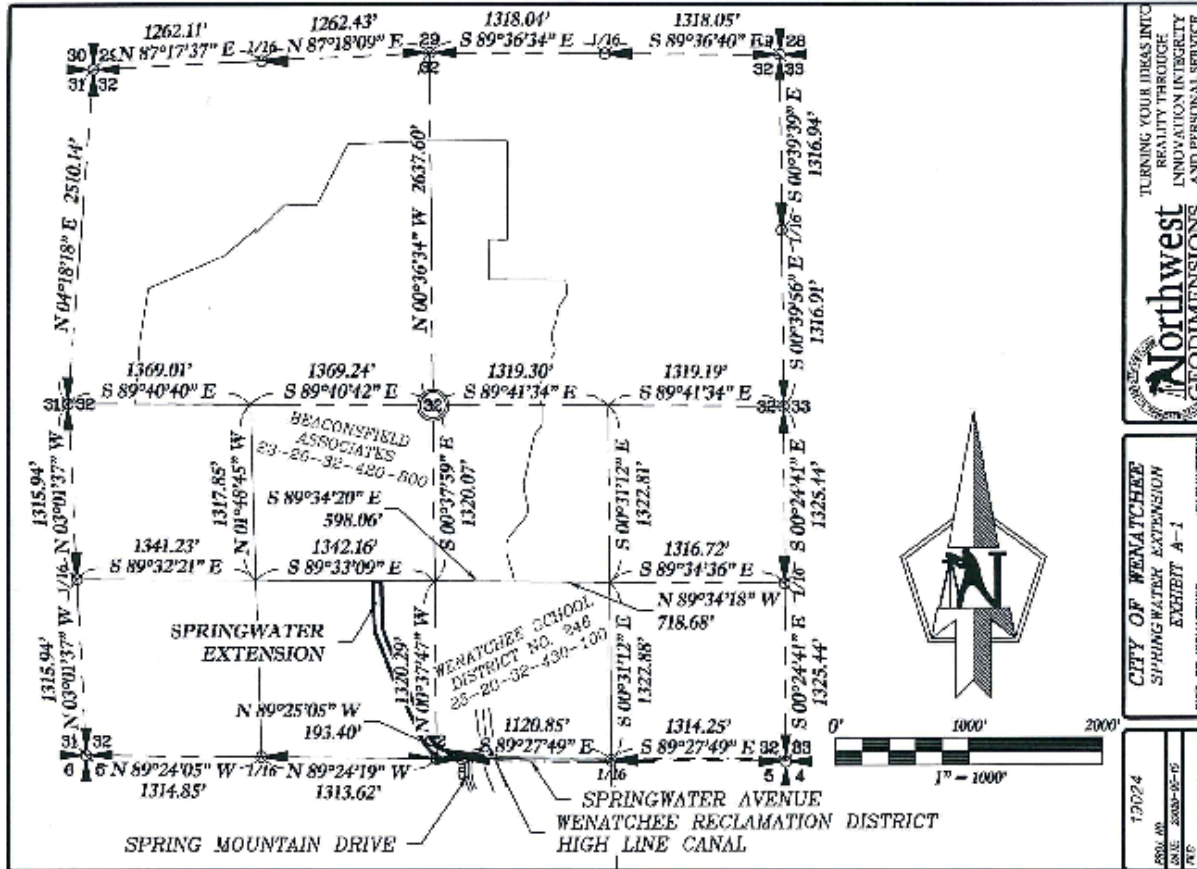 1262.11'
N 87°17'37" E
1/16
1262.43'
N 87°18'09" E
1318.04'
S 89°36'34" E
1/16
1318.05'
S 89°36'40" E
30
31
32
29
32
28
32 33
N 04°18'18" E 2510.14'
N 00°36'34" W 2637.60'
S 00°39'39" E
1316.94'
1/16
S 00°39'56" E
1316.91'
1369.01'
S 89°40'40" E
1369.24'
S 89°40'42" E
1319.30'
S 89°41'34" E
1319.19'
S 89°41'34" E
31
32
32
32
33
BEACONSFIELD
ASSOCIATES
1315.94'
N 03°01'37" W
1317.85'
N 01°48'45" W
S 00°37'59" E
1320.07'
S 00°31'12" E
1322.81'
S 00°24'41" E
1325.44'
S 89°34'20" E
598.06'
1341.23'
S 89°32'21" E
1342.16'
S 89°33'09" E
1316.72'
S 89°34'36" E
1/16
1/16
N 89°34'18" W
718.68'
SPRINGWATER
EXTENSION
WENATCHEE SCHOOL
DISTRICT NO. 246
1315.94'
N 03°01'37" W
1320.29'
N 00°37'47" W
S 00°31'12" E
1322.88'
S 00°24'41" E
1325.44'
N 89°25'05" W
193.40'
1120.85'
S 89°27'49" E
1314.25'
S 89°27'49" E
31 32
6
32 33
5 4
N 89°24'05" W
1314.85'
1/16
N 89°24'19" W
1313.62'
1/16
SPRINGWATER AVENUE
WENATCHEE RECLAMATION DISTRICT
HIGH LINE CANAL
SPRING MOUNTAIN DRIVE
N
0' 1000' 2000'
1" = 1000'
TURNING YOUR IDEAS INTO
REALITY THROUGH
INNOVATION INTEGRITY
AND PERSONAL SERVICE
Northwest
GEODIMENSIONS
CITY OF WENATCHEE
SPRINGWATER EXTENSION
EXHIBIT A-1
19024
PROJ. NO.
DATE: